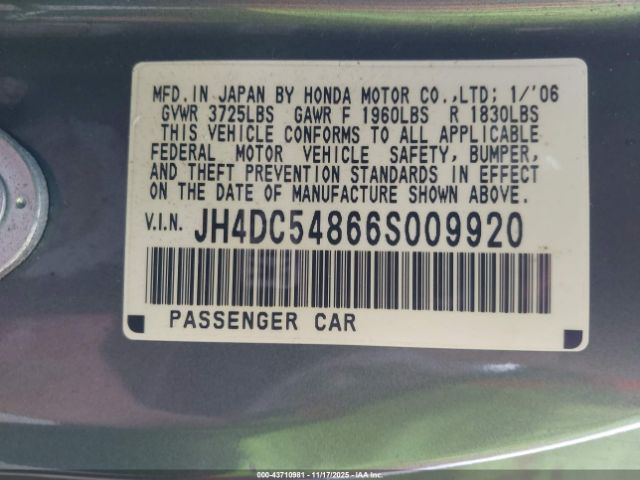 MFD.IN JAPAN BY HONDA MOTOR CO.,LTD; 1/'06
GVWR 3725LBS GAWR F 1960LBS R 1830LBS
THIS VEHICLE CONFORMS TO ALL APPLICABLE
FEDERAL MOTOR VEHICLE SAFETY, BUMPER,
AND THEFT PREVENTION STANDARDS IN EFFECT
ON THE DATE OF MANUFACTURE SHOWN ABOVE.
V.I.N. JH4DC54866S009920
PASSENGER CAR
000-43710981 - 11/17/2025 - IAAI.com